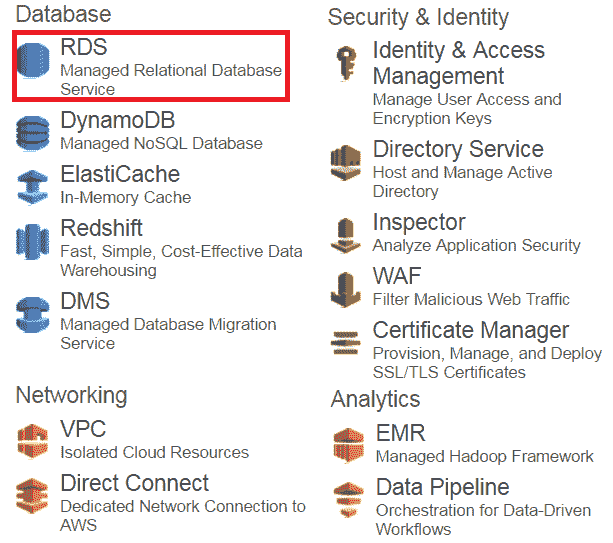 Database
RDS
Managed Relational Database
Service
DynamoDB
Managed NoSQL Database
ElastiCache
In-Memory Cache
Redshift
Fast, Simple, Cost-Effective Data
Warehousing
DMS
Managed Database Migration
Service
Networking
VPC
Isolated Cloud Resources
Direct Connect
Dedicated Network Connection to
AWS
Security & Identity
Identity & Access
Management
Manage User Access and
Encryption Keys
Directory Service
Host and Manage Active
Directory
Inspector
Analyze Application Security
WAF
Filter Malicious Web Traffic
Certificate Manager
Provision, Manage, and Deploy
SSL/TLS Certificates
Analytics
EMR
Managed Hadoop Framework
Data Pipeline
Orchestration for Data-Driven
Workflows